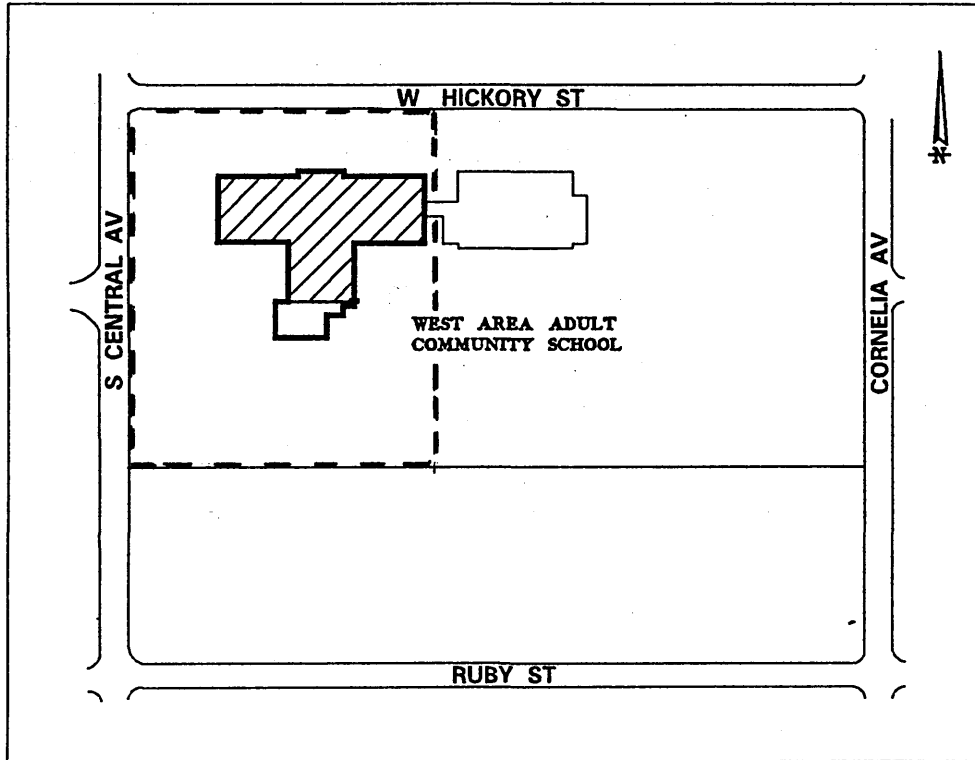 W HICKORY ST
N
S CENTRAL AV
CORNELIA AV
WEST AREA ADULT
COMMUNITY SCHOOL
RUBY ST